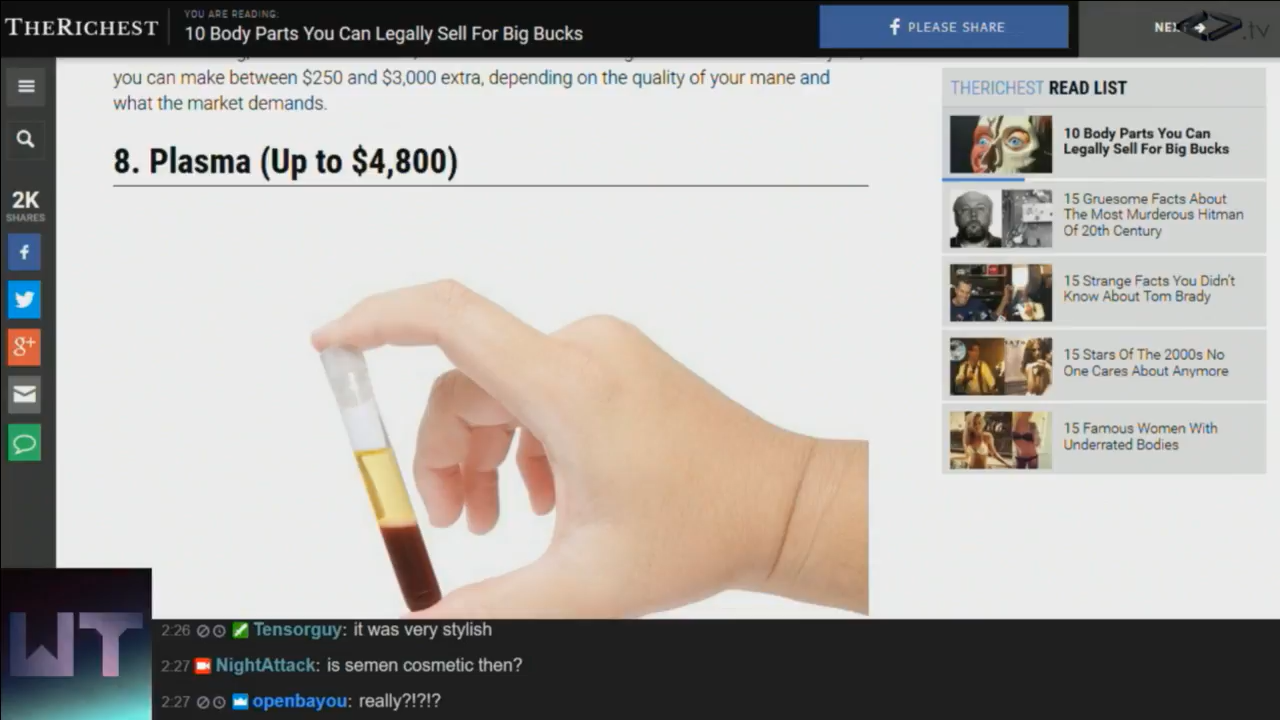 THERICHEST
YOU ARE READING:
10 Body Parts You Can Legally Sell For Big Bucks
f PLEASE SHARE
.tv
you can make between $250 and $3,000 extra, depending on the quality of your mane and
what the market demands.
8. Plasma (Up to $4,800)
2K
SHARES
f
g+
THERICHEST READ LIST
10 Body Parts You Can
Legally Sell For Big Bucks
15 Gruesome Facts About
The Most Murderous Hitman
Of 20th Century
15 Strange Facts You Didn't
Know About Tom Brady
15 Stars Of The 2000s No
One Cares About Anymore
15 Famous Women With
Underrated Bodies
WT
2:26 Tensorguy: it was very stylish
2:27 NightAttack: is semen cosmetic then?
2:27 openbayou: really?!?!?